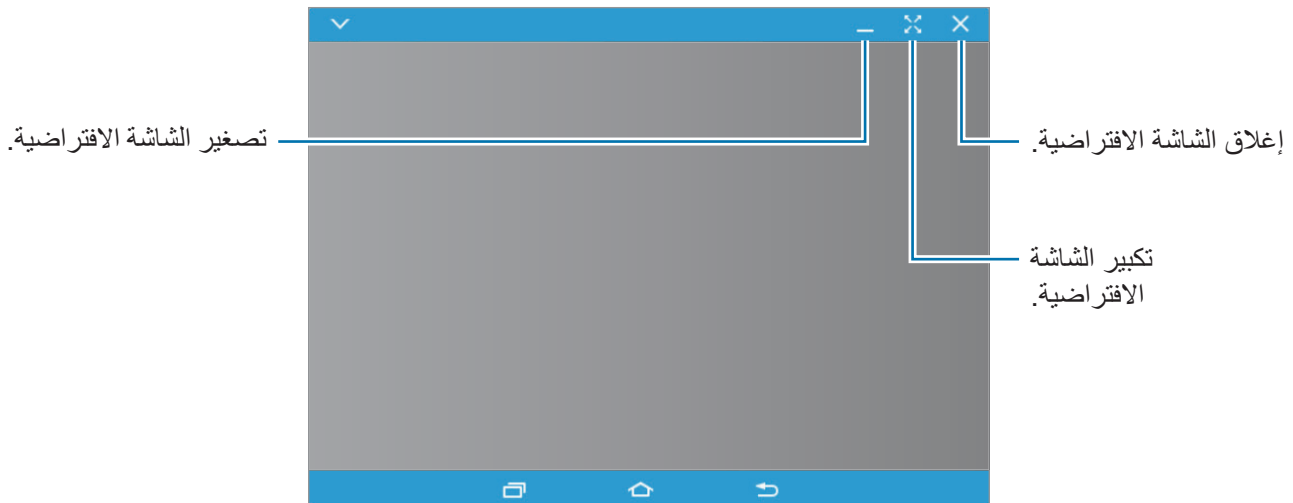 إغلاق الشاشة الافتراضية.
تصغير الشاشة الافتراضية.
تكبير الشاشة
الافتراضية.